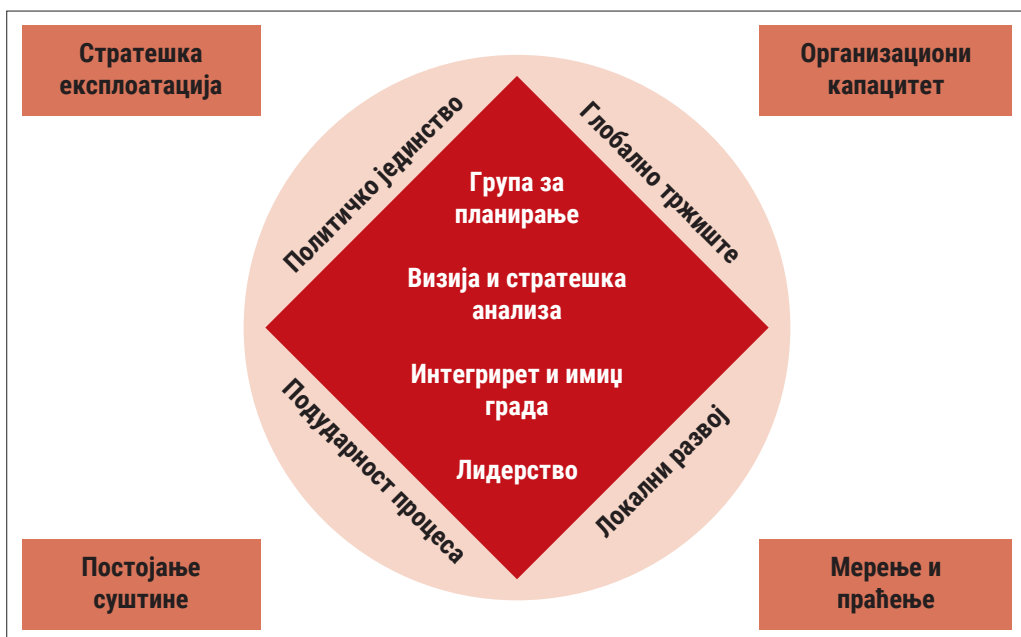 Стратешка
експлоатација
Организациони
капацитет
Политичко јединство
Глобално тржиште
Група за
планирање
Визија и стратешка
анализа
Интегрирет и имиџ
града
Лидерство
Подударност процеса
Локални развој
Постојање
суштине
Мерење и
праћење